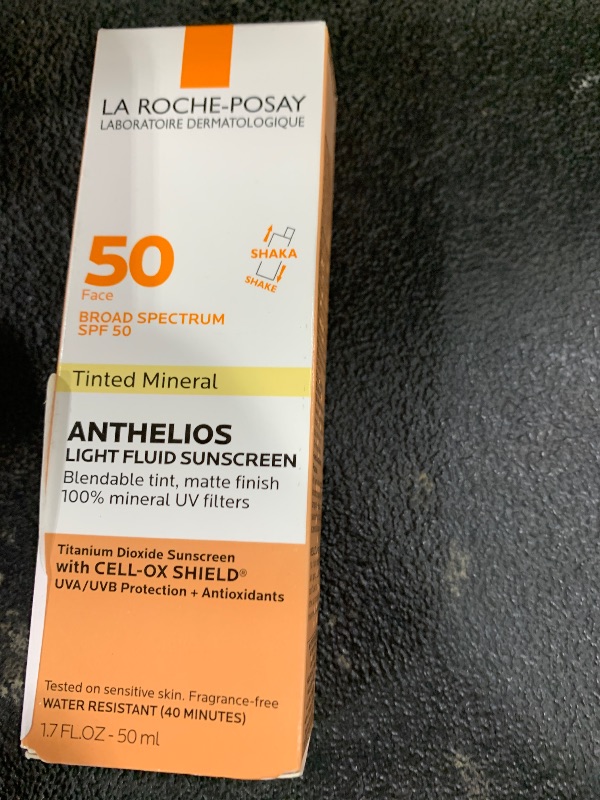 LA ROCHE-POSAY
LABORATOIRE DERMATOLOGIQUE
50
Face
BROAD SPECTRUM
SPF 50
SHAKA
SHAKE
Tinted Mineral
ANTHELIOS
LIGHT FLUID SUNSCREEN
Blendable tint, matte finish
100% mineral UV filters
Titanium Dioxide Sunscreen
with CELL-OX SHIELD®
UVA/UVB Protection + Antioxidants
Tested on sensitive skin. Fragrance-free
WATER RESISTANT (40 MINUTES)
1.7 FL.OZ - 50 ml